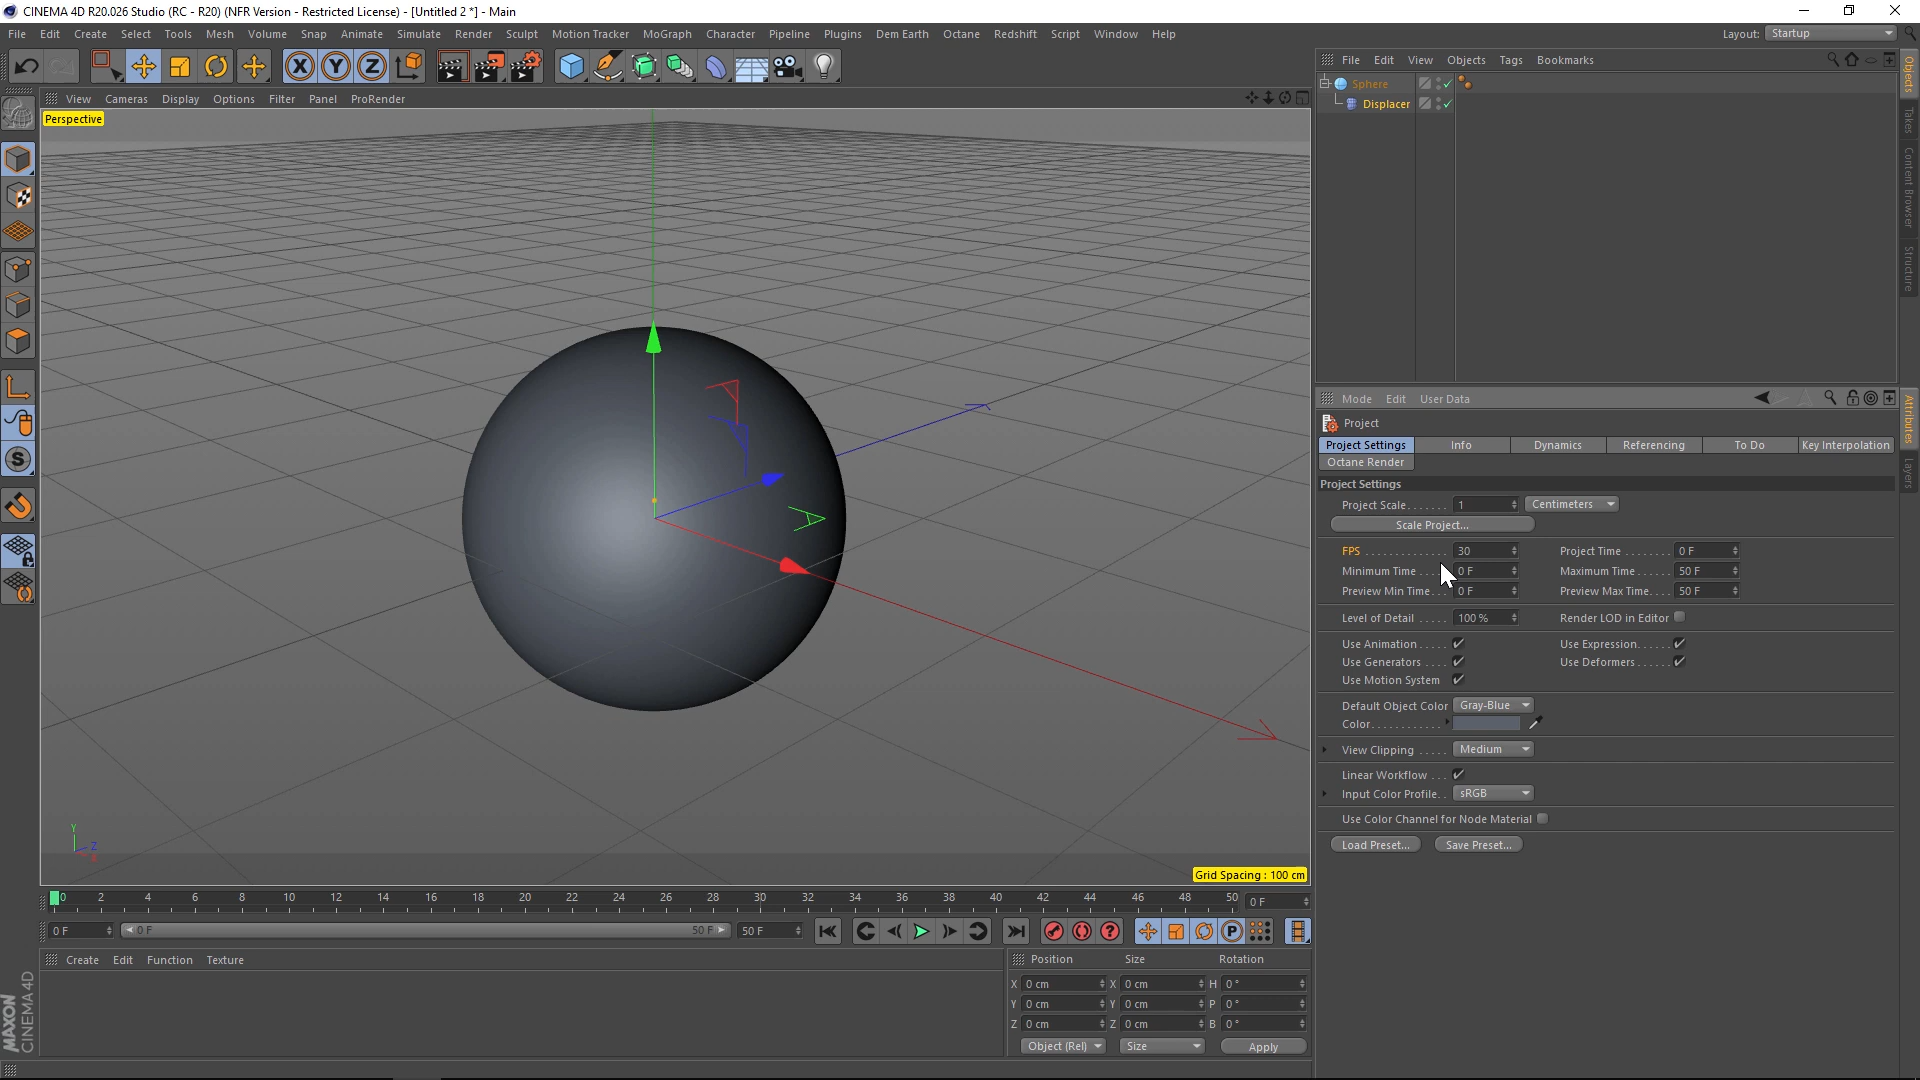 CINEMA 4D R20.026 Studio (RC - R20) (NFR Version - Restricted License) - [Untitled 2 *] - Main
File Edit Create Select Tools Mesh Volume Snap Animate Simulate Render Sculpt Motion Tracker MoGraph Character Pipeline Plugins Dem Earth Octane Redshift Script Window Help
Layout: Startup
X Y Z
File Edit View Objects Tags Bookmarks
Sphere
Displacer
Objects
Takes
Content Browser
Structure
View Cameras Display Options Filter Panel ProRender
Perspective
Grid Spacing : 100 cm
Y
Z
X
S
Mode Edit User Data
Attributes
Layers
Project
Project Settings Info Dynamics Referencing To Do Key Interpolation
Octane Render
Project Settings
Project Scale....... 1 Centimeters
Scale Project...
FPS ............. 30 Project Time ........ 0 F
Minimum Time .... 0 F Maximum Time...... 50 F
Preview Min Time... 0 F Preview Max Time.... 50 F
Level of Detail ..... 100 % Render LOD in Editor
Use Animation .... Use Expression......
Use Generators .... Use Deformers......
Use Motion System
Default Object Color Gray-Blue
Color............
View Clipping ..... Medium
Linear Workflow ...
Input Color Profile.. sRGB
Use Color Channel for Node Material
Load Preset... Save Preset...
0 2 4 6 8 10 12 14 16 18 20 22 24 26 28 30 32 34 36 38 40 42 44 46 48 50 0 F
0 F 0 F 50 F 50 F
P
Create Edit Function Texture
Position Size Rotation
X 0 cm X 0 cm H 0 °
Y 0 cm Y 0 cm P 0 °
Z 0 cm Z 0 cm B 0 °
Object (Rel) Size Apply
MAXON
CINEMA 4D